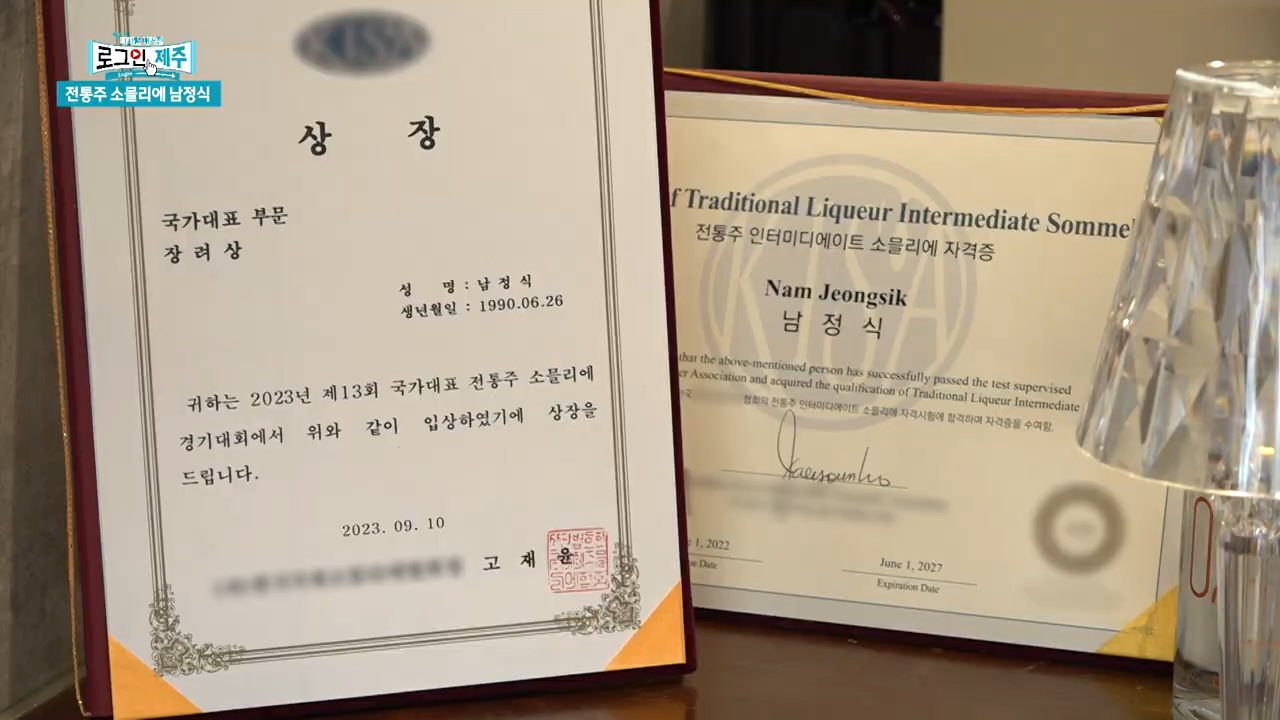 로그인 제주
전통주 소믈리에 남정식
상 장
국가대표 부문
장 려 상
성 명 : 남 정 식
생년월일 : 1990.06.26
귀하는 2023년 제13회 국가대표 전통주 소믈리에
경기대회에서 위와 같이 입상하였기에 상장을
드립니다.
2023. 09. 10
고 재 윤
f Traditional Liqueur Intermediate Somme
전통주 인터미디에이트 소믈리에 자격증
KISA
Nam Jeongsik
남 정 식
that the above-mentioned person has successfully passed the test supervised
er Association and acquired the qualification of Traditional Liqueur Intermediate
협회의 전통주 인터미디에이트 소믈리에 자격시험에 합격하여 자격증을 수여함.
1, 2022
Date
June 1, 2027
Expiration Date